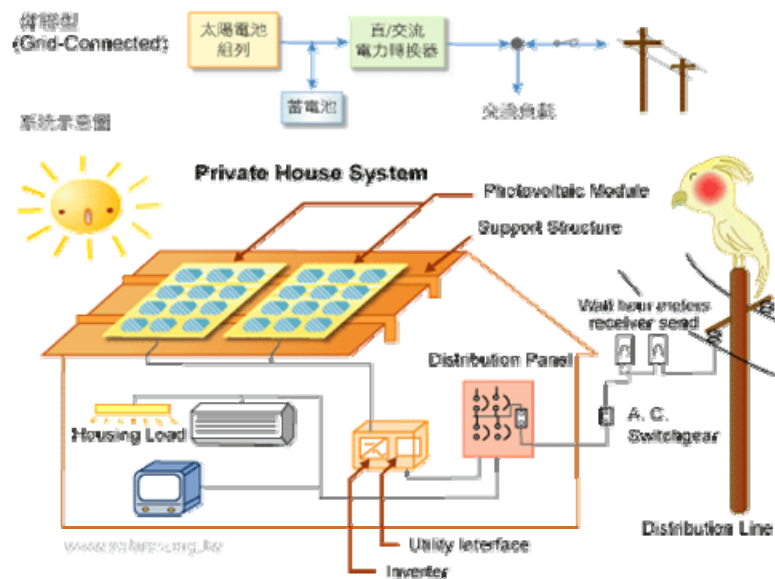 併聯型
(Grid-Connected)
太陽電池
組列
直/交流
電力轉換器
蓄電池
交流負載
系統示意圖
Private House System
Photovoltaic Module
Support Structure
Watt hour meters
receiver send
Distribution Panel
Housing Load
A. C.
Switchgear
Distribution Line
Utility Interface
Inverter